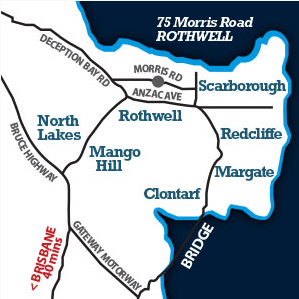 75 Morris Road
ROTHWELL
DECEPTION BAY RD
MORRIS RD
ANZAC AVE
Scarborough
North
Lakes
Rothwell
Redcliffe
BRUCE HIGHWAY
Mango
Hill
Margate
Clontarf
< BRISBANE
40 mins
GATEWAY MOTORWAY
BRIDGE